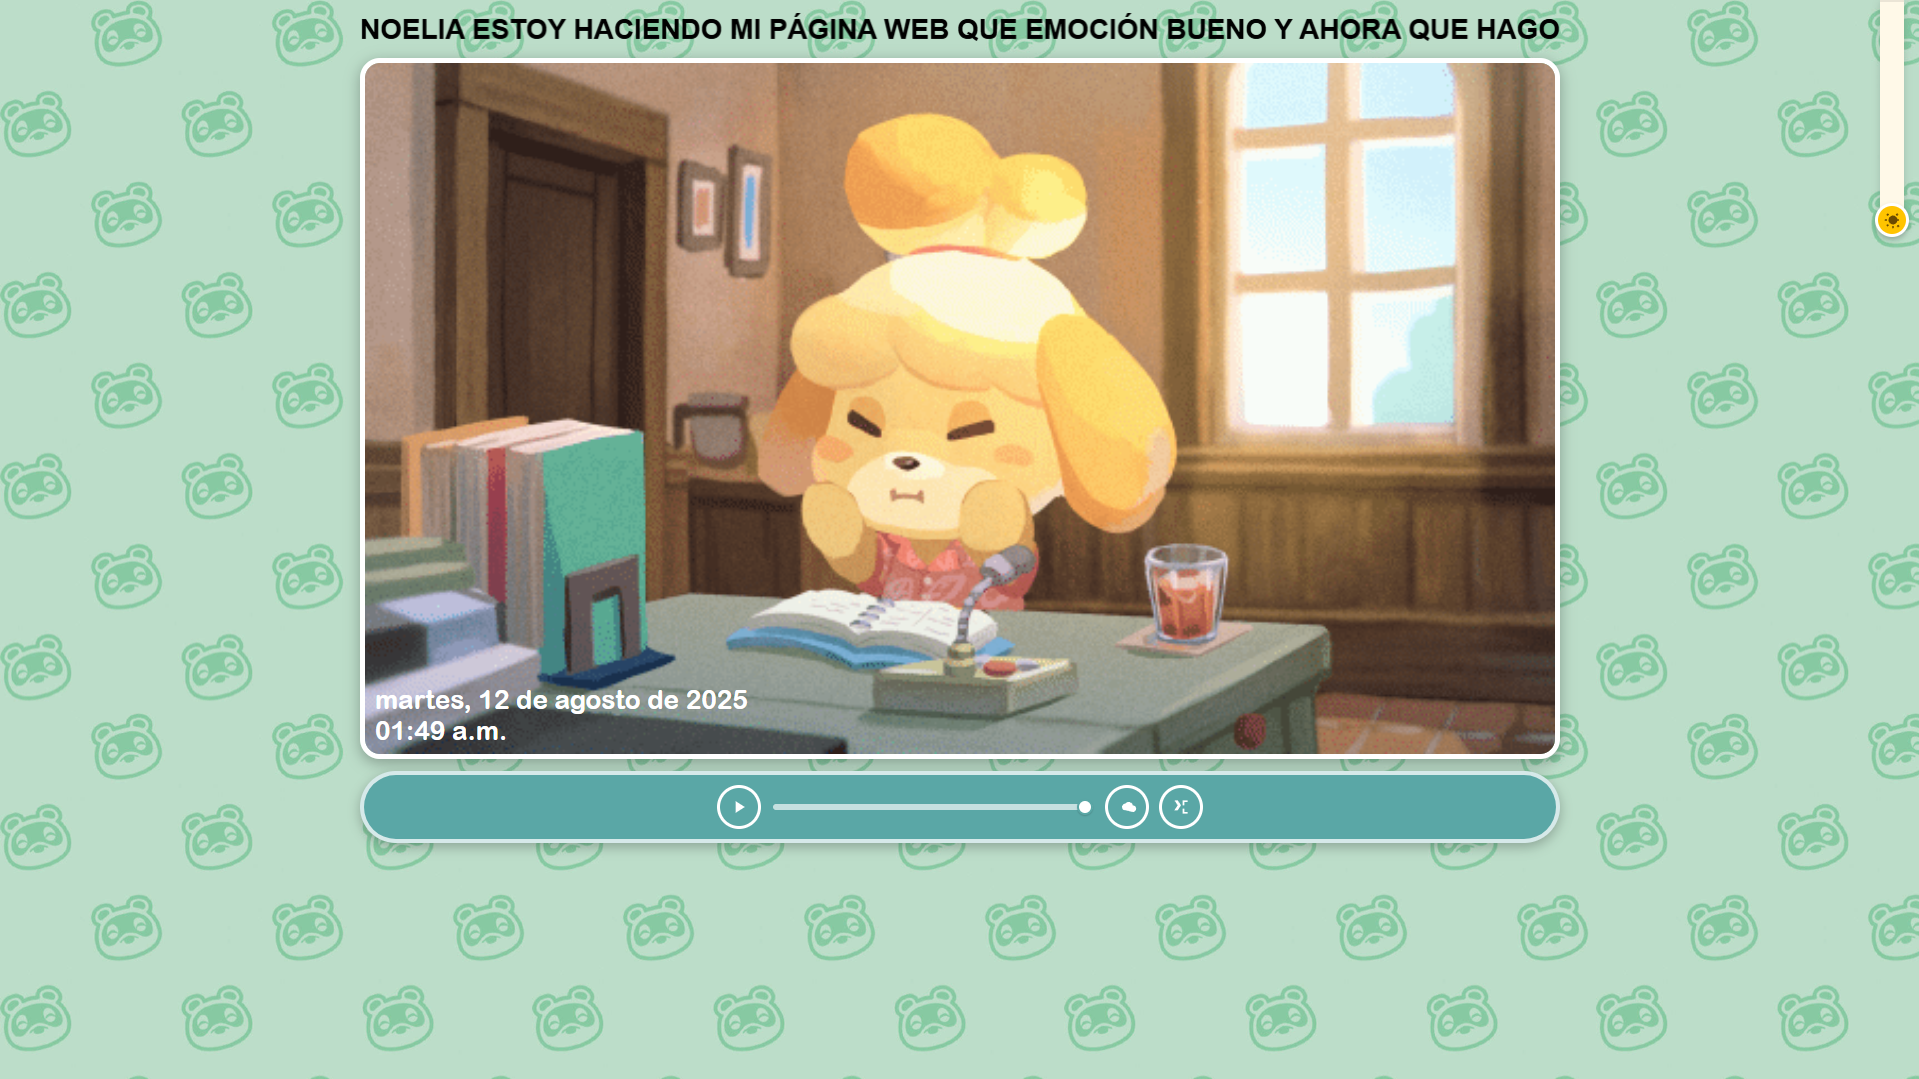 NOELIA ESTOY HACIENDO MI PÁGINA WEB QUE EMOCIÓN BUENO Y AHORA QUE HAGO
martes, 12 de agosto de 2025
01:49 a.m.